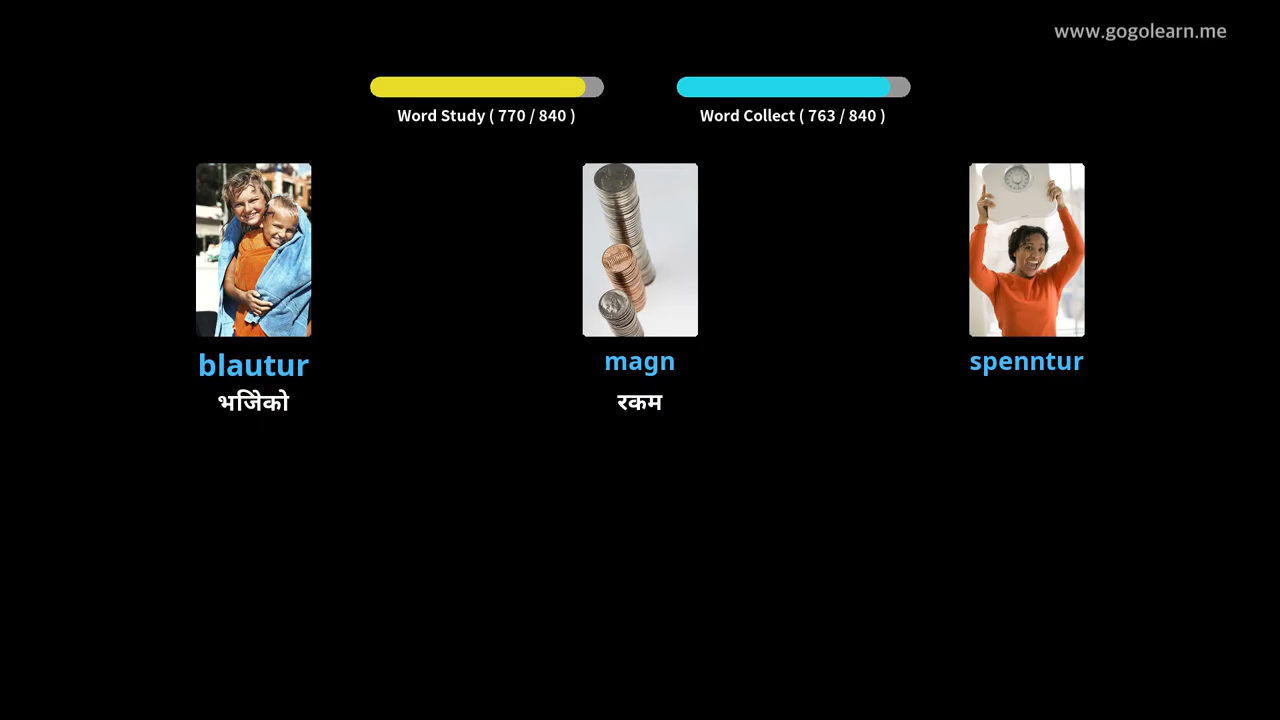 www.gogolearn.me
Word Study ( 770 / 840 )
Word Collect ( 763 / 840 )
blautur
magn
spenntur
भिजेको
रकम